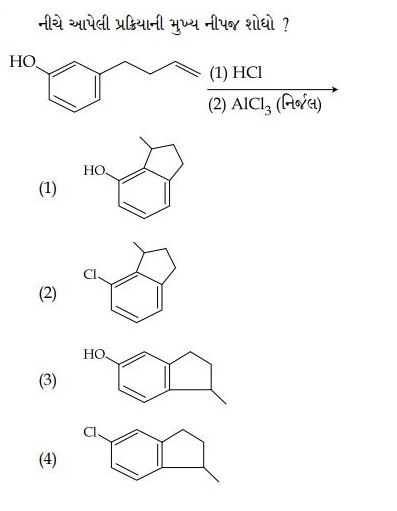 નીચે આપેલી પ્રક્રિયાની મુખ્ય નીપજ શોધો ?
HO
(1) HCl
(2) AlCl3 (નિર્જલ)
(1)
HO
(2)
Cl
(3)
HO
(4)
Cl